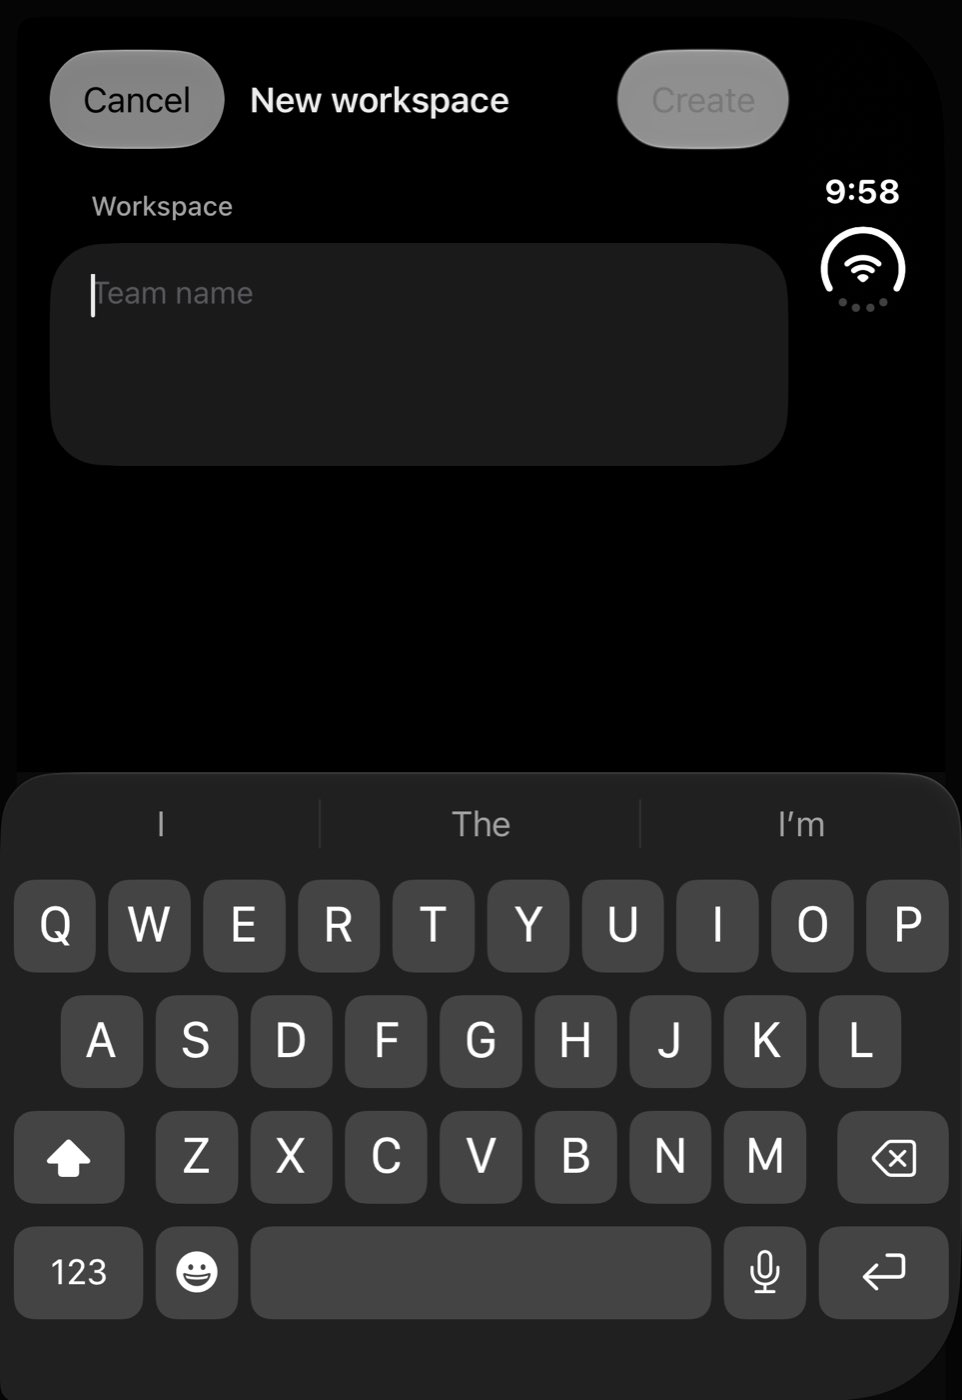 Cancel New workspace Create
Workspace
9:58
Team name
I The I’m
Q W E R T Y U I O P
A S D F G H J K L
Z X C V B N M
123